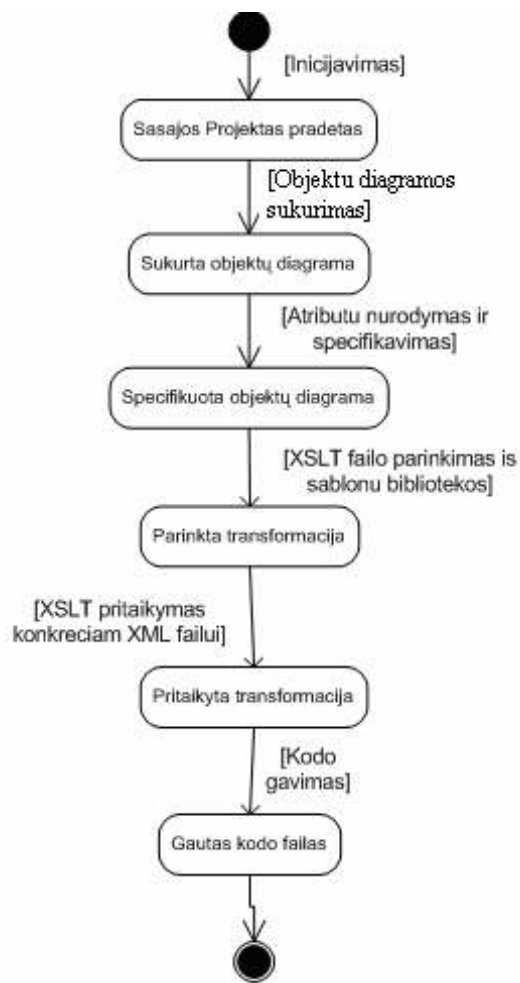 [Inicijavimas]
Sasajos Projektas pradetas
[Objektu diagramos
sukurimas]
Sukurta objektų diagrama
[Atributu nurodymas ir
specifikavimas]
Specifikuota objektų diagrama
[XSLT failo parinkimas is
sablonu bibliotekos]
Parinkta transformacija
[XSLT pritaikymas
konkreciam XML failui]
Pritaikyta transformacija
[Kodo
gavimas]
Gautas kodo failas